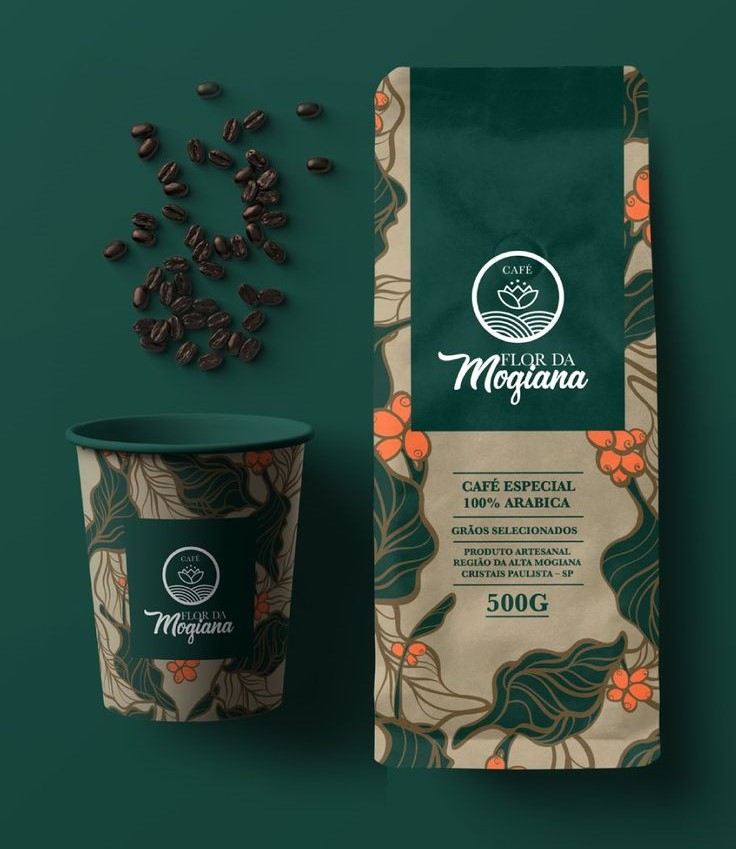 CAFÉ
FLOR DA
Mogiana
CAFÉ ESPECIAL
100% ARABICA
GRÃOS SELECIONADOS
PRODUTO ARTESANAL
REGIÃO DA ALTA MOGIANA
CRISTAIS PAULISTA – SP
500G
CAFÉ
FLOR DA
Mogiana